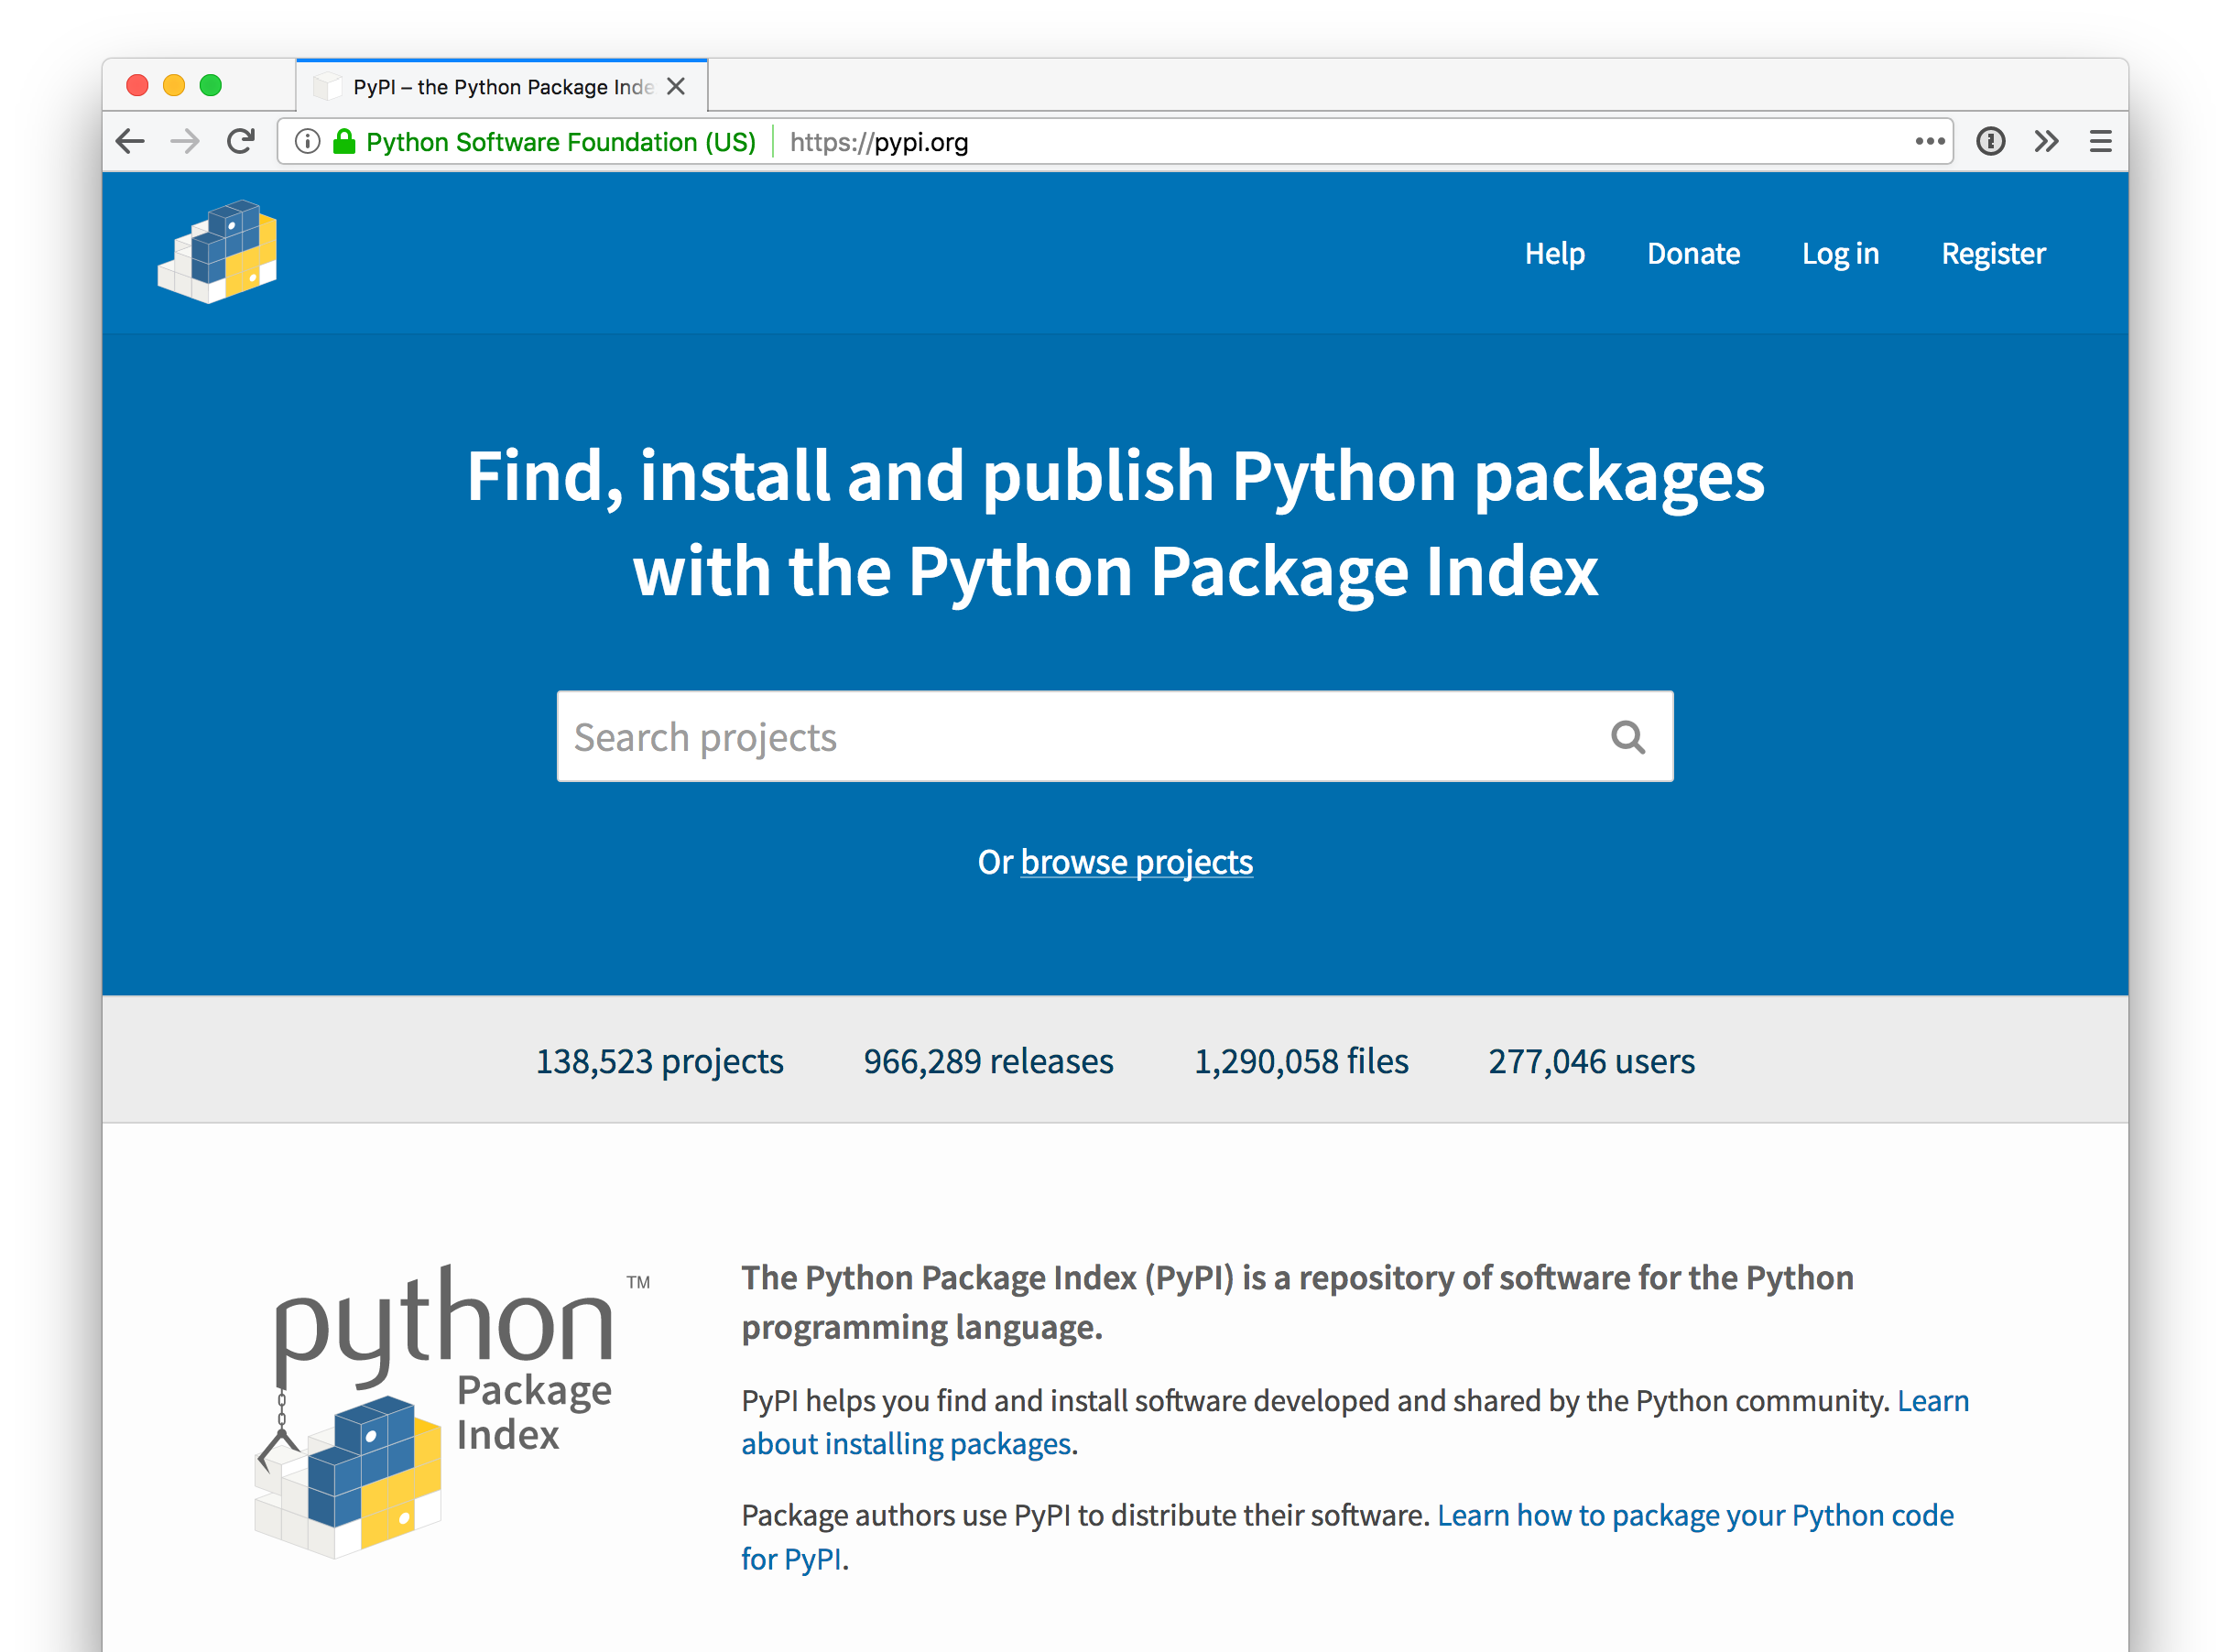 PyPI – the Python Package Inde
Python Software Foundation (US) https://pypi.org
Help Donate Log in Register
Find, install and publish Python packages
with the Python Package Index
Search projects
Or browse projects
138,523 projects 966,289 releases 1,290,058 files 277,046 users
python TM
Package
Index
The Python Package Index (PyPI) is a repository of software for the Python
programming language.
PyPI helps you find and install software developed and shared by the Python community. Learn
about installing packages.
Package authors use PyPI to distribute their software. Learn how to package your Python code
for PyPI.